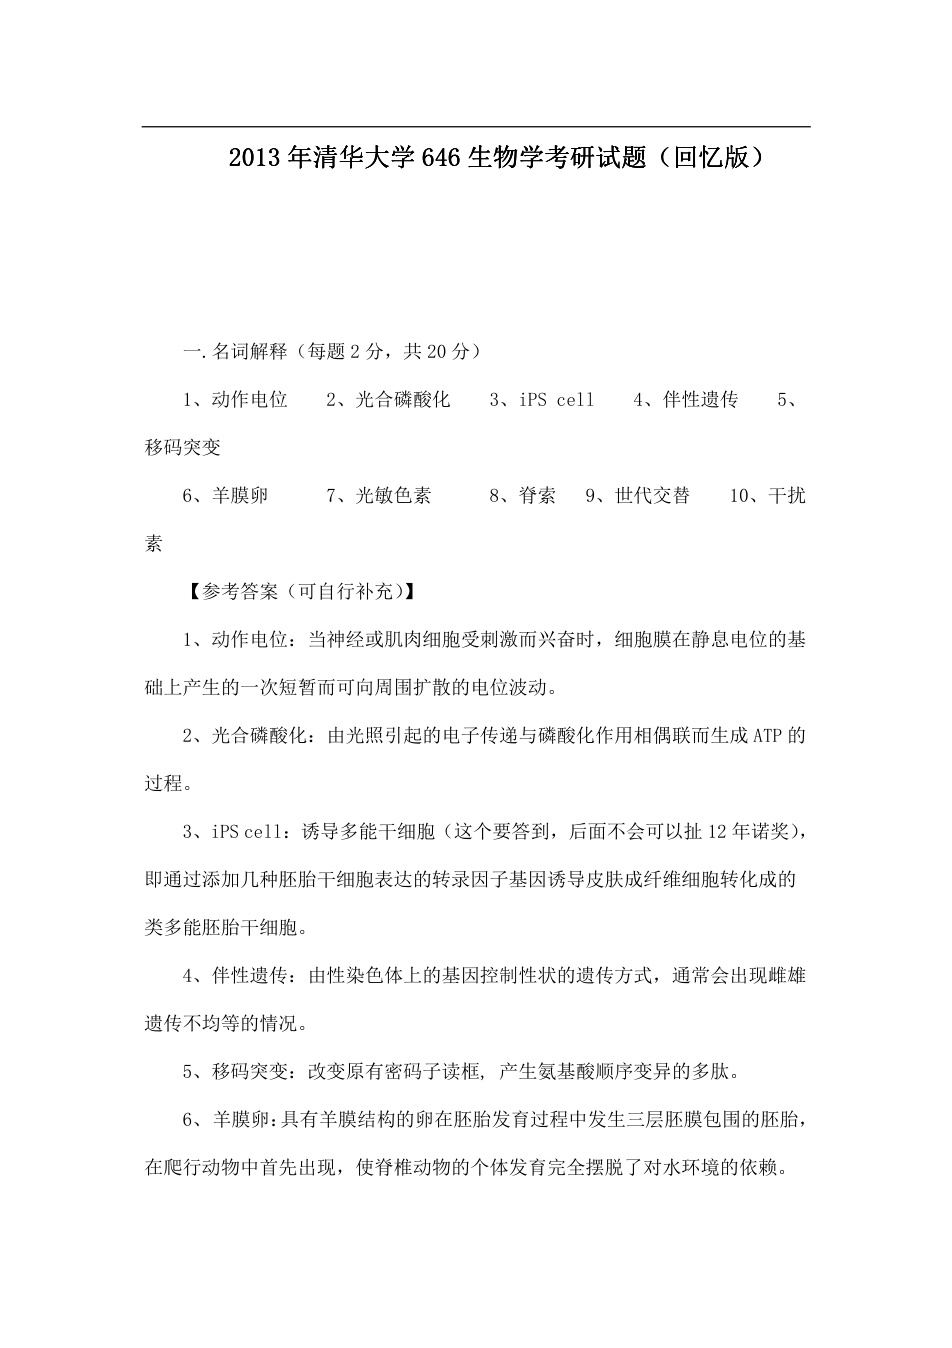 2013 年清华大学 646 生物学考研试题（回忆版）
一.名词解释（每题 2 分，共 20 分）
1、动作电位 2、光合磷酸化 3、iPS cell 4、伴性遗传 5、
移码突变
6、羊膜卵 7、光敏色素 8、脊索 9、世代交替 10、干扰
素
【参考答案（可自行补充）】
1、动作电位：当神经或肌肉细胞受刺激而兴奋时，细胞膜在静息电位的基
础上产生的一次短暂而可向周围扩散的电位波动。
2、光合磷酸化：由光照引起的电子传递与磷酸化作用相偶联而生成 ATP 的
过程。
3、iPS cell：诱导多能干细胞（这个要答到，后面不会可以扯 12 年诺奖），
即通过添加几种胚胎干细胞表达的转录因子基因诱导皮肤成纤维细胞转化成的
类多能胚胎干细胞。
4、伴性遗传：由性染色体上的基因控制性状的遗传方式，通常会出现雌雄
遗传不均等的情况。
5、移码突变：改变原有密码子读框, 产生氨基酸顺序变异的多肽。
6、羊膜卵：具有羊膜结构的卵在胚胎发育过程中发生三层胚膜包围的胚胎，
在爬行动物中首先出现，使脊椎动物的个体发育完全摆脱了对水环境的依赖。